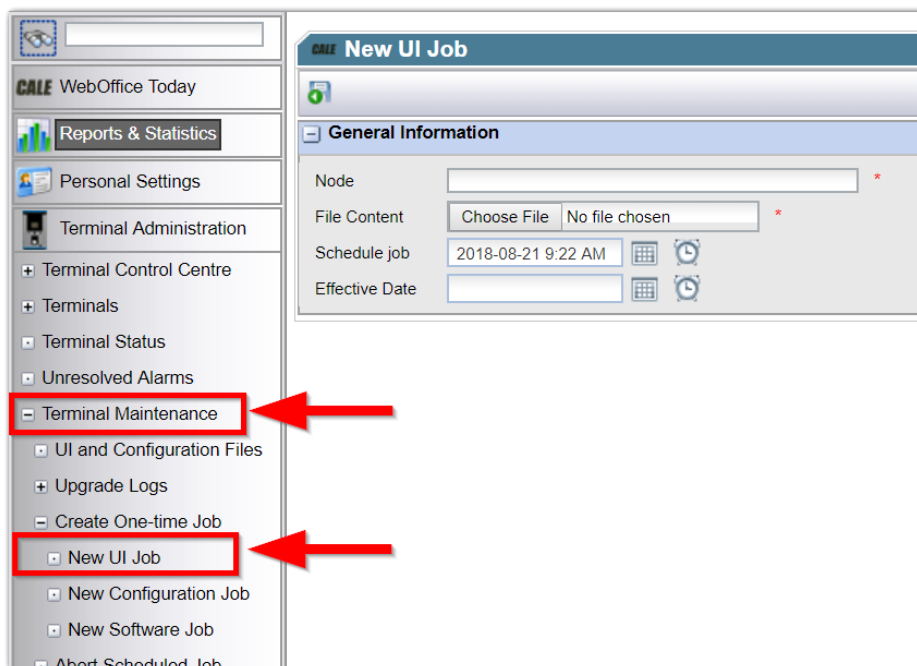 CALE WebOffice Today
Reports & Statistics
Personal Settings
Terminal Administration
Terminal Control Centre
Terminals
Terminal Status
Unresolved Alarms
Terminal Maintenance
UI and Configuration Files
Upgrade Logs
Create One-time Job
New UI Job
New Configuration Job
New Software Job
Abort Scheduled Job
CALE New UI Job
General Information
Node *
File Content Choose File No file chosen *
Schedule job 2018-08-21 9:22 AM
Effective Date